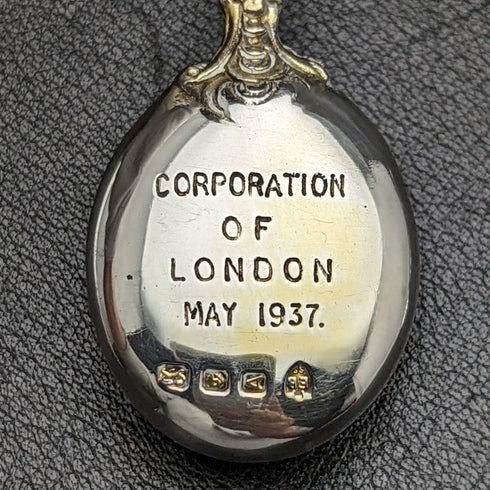 CORPORATION
OF
LONDON
MAY 1937.